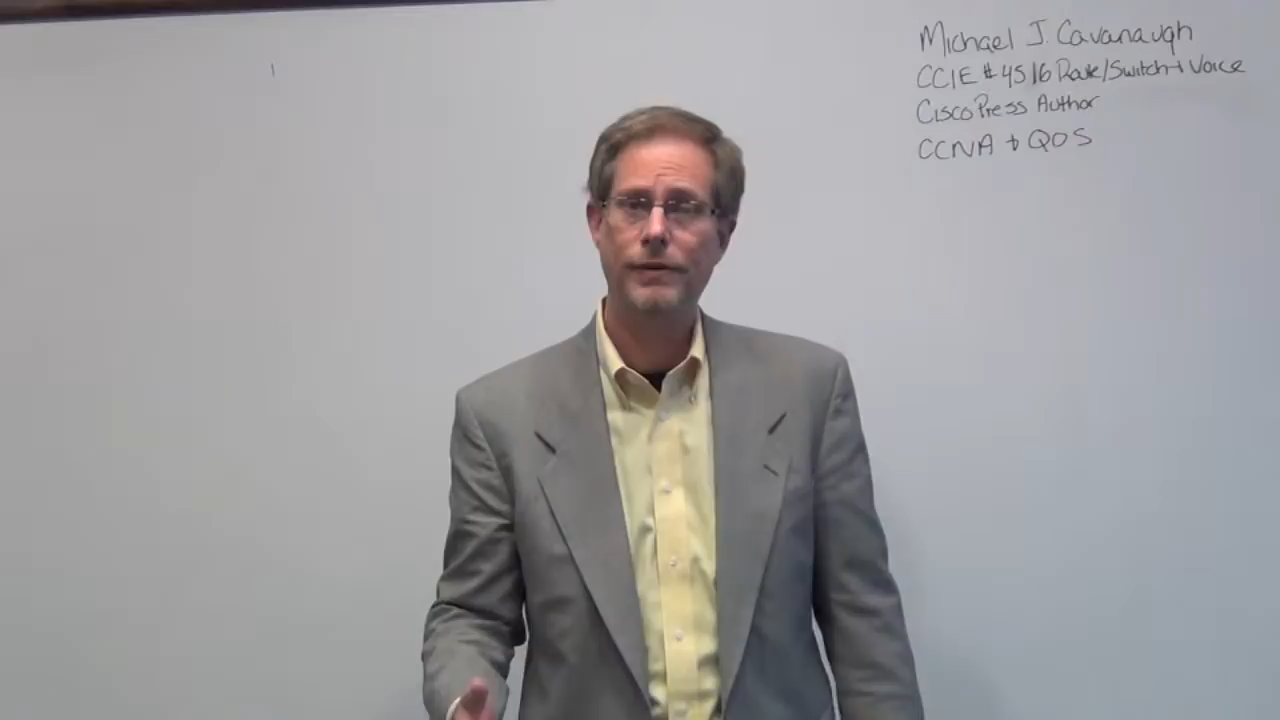 Michael J. Cavanaugh
CCIE #4516 Route/Switch + Voice
Cisco Press Author
CCNA + QOS